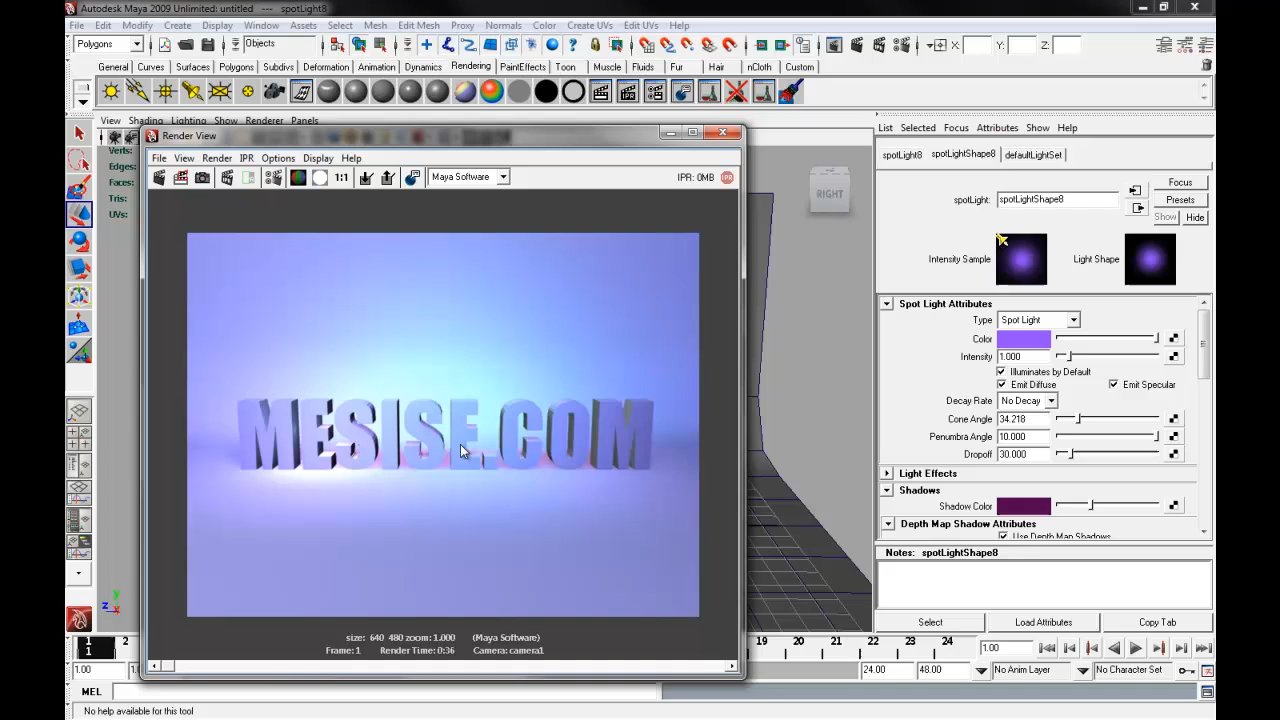 Autodesk Maya 2009 Unlimited: untitled --- spotLight8
File Edit Modify Create Display Window Assets Select Mesh Edit Mesh Proxy Normals Color Create UVs Edit UVs Help
Polygons Objects X: Y: Z:
General Curves Surfaces Polygons Subdivs Deformation Animation Dynamics Rendering PaintEffects Toon Muscle Fluids Fur Hair nCloth Custom
View Shading Lighting Show Renderer Panels
List Selected Focus Attributes Show Help
Render View
Verts:
Edges:
Faces:
Tris:
UVs:
File View Render IPR Options Display Help
1:1 Maya Software IPR: 0MB
spotLight8 spotLightShape8 defaultLightSet
RIGHT
spotLight: spotLightShape8
Focus
Presets
Show Hide
Intensity Sample Light Shape
Spot Light Attributes
Type Spot Light
Color
Intensity 1.000
Illuminates by Default
Emit Diffuse Emit Specular
Decay Rate No Decay
Cone Angle 34.218
Penumbra Angle 10.000
Dropoff 30.000
Light Effects
Shadows
Shadow Color
Depth Map Shadow Attributes
Use Depth Map Shadows
Notes: spotLightShape8
Select Load Attributes Copy Tab
MESISE.COM
size: 640 480 zoom: 1.000 (Maya Software)
Frame: 1 Render Time: 0:36 Camera: camera1
y
z x
1 2 19 20 21 22 23 24 1.00
1
1.00 24.00 48.00 No Anim Layer No Character Set
MEL
No help available for this tool